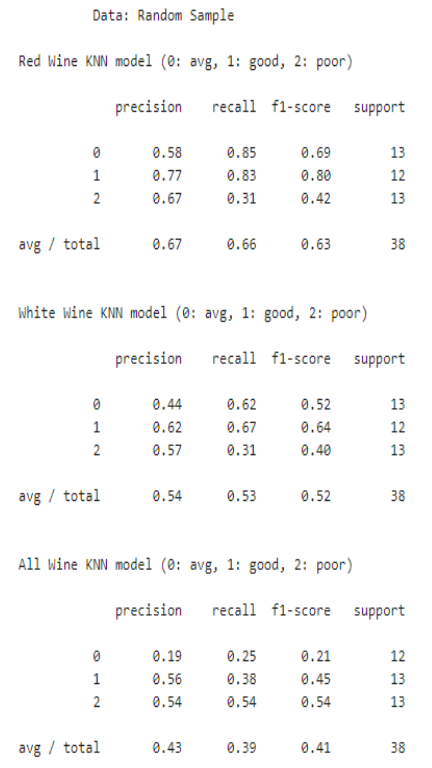 Data: Random Sample
Red Wine KNN model (0: avg, 1: good, 2: poor)
precision recall f1-score support
0 0.58 0.85 0.69 13
1 0.77 0.83 0.80 12
2 0.67 0.31 0.42 13
avg / total 0.67 0.66 0.63 38
White Wine KNN model (0: avg, 1: good, 2: poor)
precision recall f1-score support
0 0.44 0.62 0.52 13
1 0.62 0.67 0.64 12
2 0.57 0.31 0.40 13
avg / total 0.54 0.53 0.52 38
All Wine KNN model (0: avg, 1: good, 2: poor)
precision recall f1-score support
0 0.19 0.25 0.21 12
1 0.56 0.38 0.45 13
2 0.54 0.54 0.54 13
avg / total 0.43 0.39 0.41 38